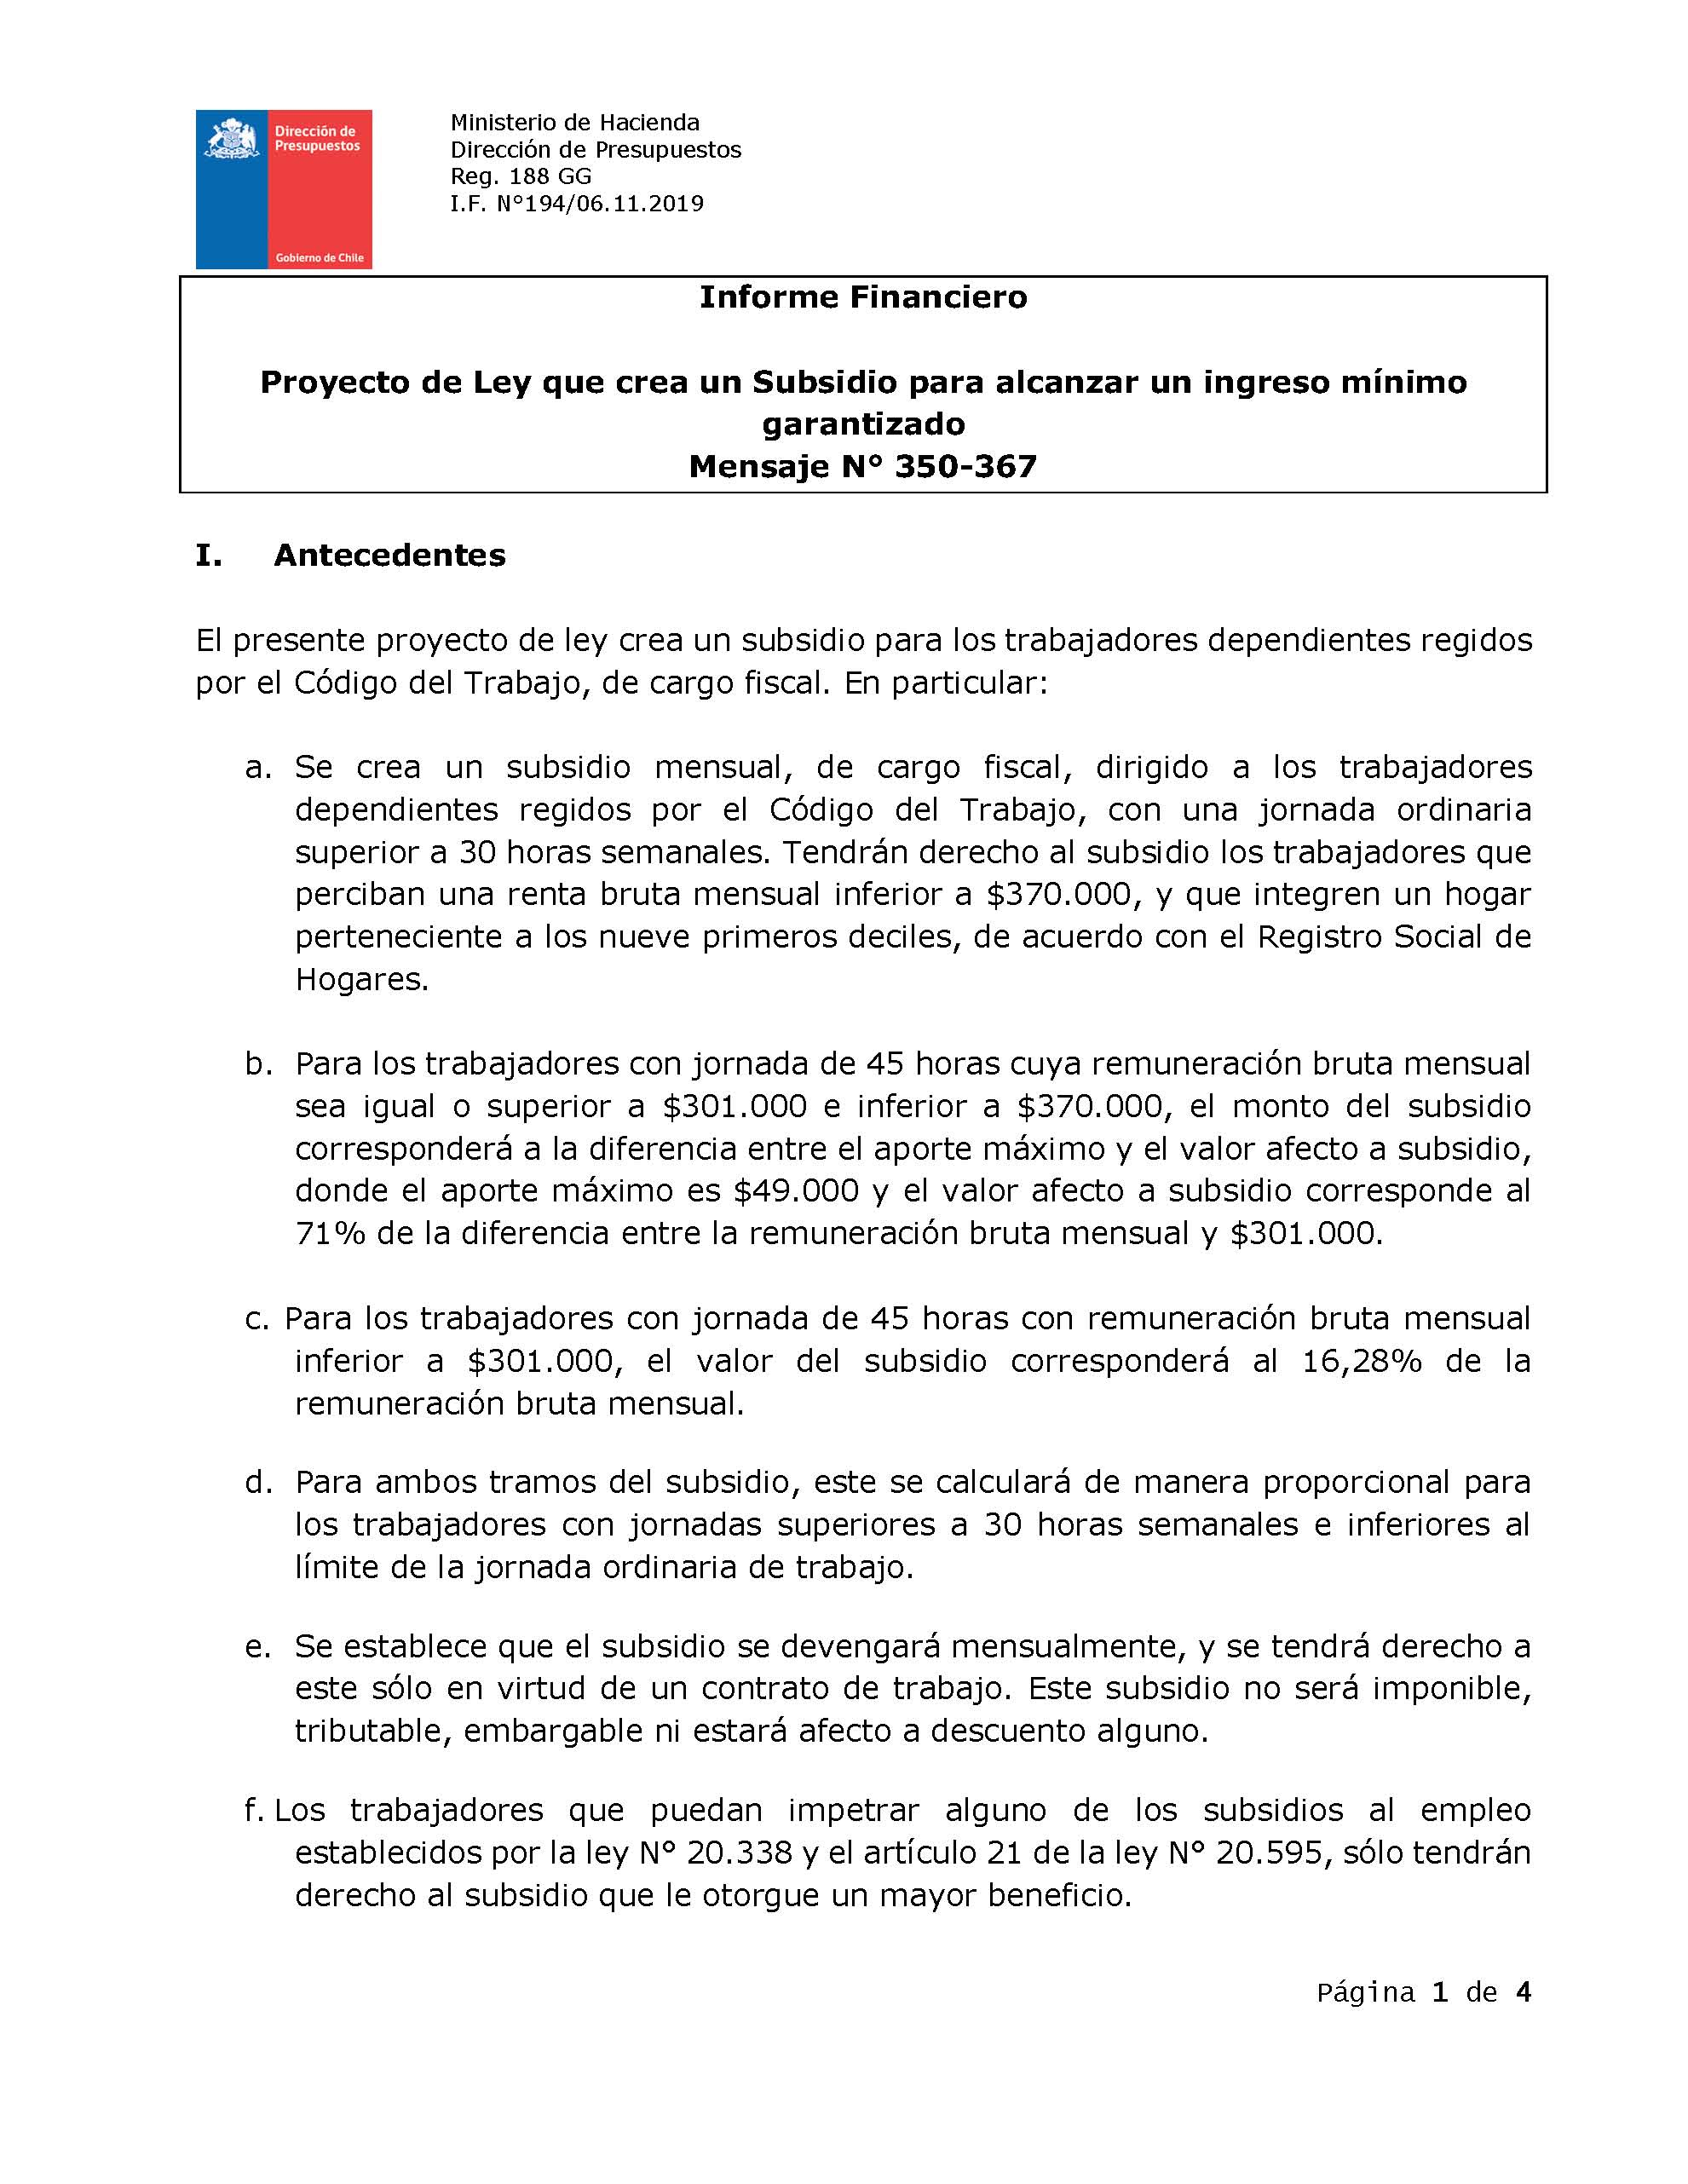 Dirección de
Presupuestos
Gobierno de Chile
Ministerio de Hacienda
Dirección de Presupuestos
Reg. 188 GG
I.F. N°194/06.11.2019
Informe Financiero
Proyecto de Ley que crea un Subsidio para alcanzar un ingreso mínimo
garantizado
Mensaje N° 350-367
I. Antecedentes
El presente proyecto de ley crea un subsidio para los trabajadores dependientes regidos
por el Código del Trabajo, de cargo fiscal. En particular:
a. Se crea un subsidio mensual, de cargo fiscal, dirigido a los trabajadores
dependientes regidos por el Código del Trabajo, con una jornada ordinaria
superior a 30 horas semanales. Tendrán derecho al subsidio los trabajadores que
perciban una renta bruta mensual inferior a $370.000, y que integren un hogar
perteneciente a los nueve primeros deciles, de acuerdo con el Registro Social de
Hogares.
b. Para los trabajadores con jornada de 45 horas cuya remuneración bruta mensual
sea igual o superior a $301.000 e inferior a $370.000, el monto del subsidio
corresponderá a la diferencia entre el aporte máximo y el valor afecto a subsidio,
donde el aporte máximo es $49.000 y el valor afecto a subsidio corresponde al
71% de la diferencia entre la remuneración bruta mensual y $301.000.
c. Para los trabajadores con jornada de 45 horas con remuneración bruta mensual
inferior a $301.000, el valor del subsidio corresponderá al 16,28% de la
remuneración bruta mensual.
d. Para ambos tramos del subsidio, este se calculará de manera proporcional para
los trabajadores con jornadas superiores a 30 horas semanales e inferiores al
límite de la jornada ordinaria de trabajo.
e. Se establece que el subsidio se devengará mensualmente, y se tendrá derecho a
este sólo en virtud de un contrato de trabajo. Este subsidio no será imponible,
tributable, embargable ni estará afecto a descuento alguno.
f. Los trabajadores que puedan impetrar alguno de los subsidios al empleo
establecidos por la ley N° 20.338 y el artículo 21 de la ley N° 20.595, sólo tendrán
derecho al subsidio que le otorgue un mayor beneficio.
Página 1 de 4